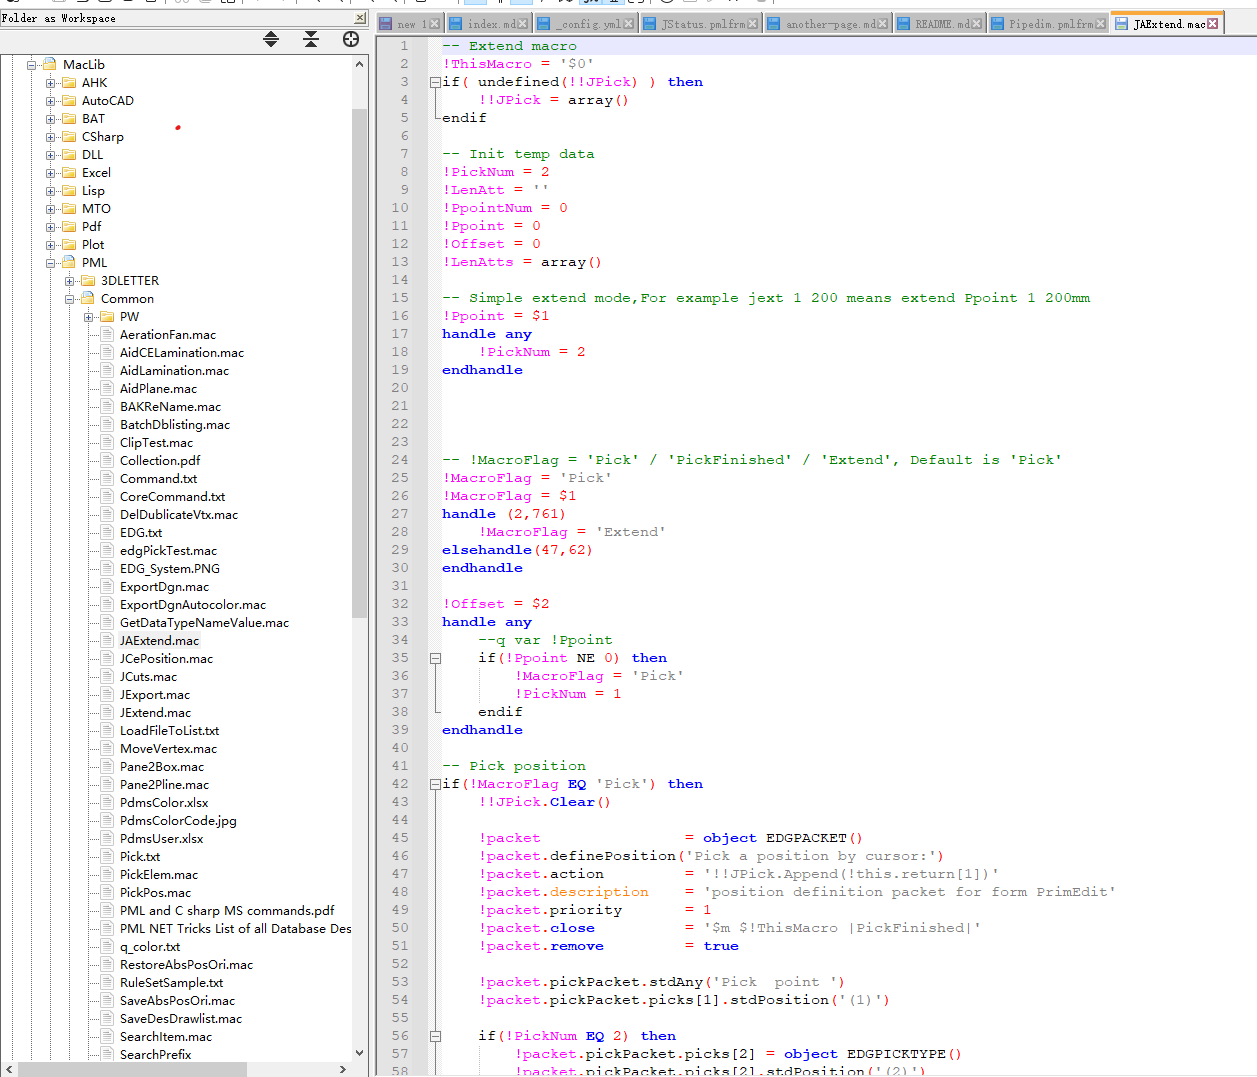 Folder as Workspace
MacLib
AHK
AutoCAD
BAT
CSharp
DLL
Excel
Lisp
MTO
Pdf
Plot
PML
3DLETTER
Common
PW
AerationFan.mac
AidCELamination.mac
AidLamination.mac
AidPlane.mac
BAKReName.mac
BatchDblisting.mac
ClipTest.mac
Collection.pdf
Command.txt
CoreCommand.txt
DelDublicateVtx.mac
EDG.txt
edgPickTest.mac
EDG_System.PNG
ExportDgn.mac
ExportDgnAutocolor.mac
GetDataTypeNameValue.mac
JAExtend.mac
JCePosition.mac
JCuts.mac
JExport.mac
JExtend.mac
LoadFileToList.txt
MoveVertex.mac
Pane2Box.mac
Pane2Pline.mac
PdmsColor.xlsx
PdmsColorCode.jpg
PdmsUser.xlsx
Pick.txt
PickElem.mac
PickPos.mac
PML and C sharp MS commands.pdf
PML NET Tricks List of all Database Des
q_color.txt
RestoreAbsPosOri.mac
RuleSetSample.txt
SaveAbsPosOri.mac
SaveDesDrawlist.mac
SearchItem.mac
SearchPrefix
new 1 index.md _config.yml JStatus.pmlfrm another-page.md README.md Pipedim.pmlfrm JAExtend.mac
1 -- Extend macro
2 !ThisMacro = '$0'
3 if( undefined(!!JPick) ) then
4 !!JPick = array()
5 endif
6
7 -- Init temp data
8 !PickNum = 2
9 !LenAtt = ''
10 !PpointNum = 0
11 !Ppoint = 0
12 !Offset = 0
13 !LenAtts = array()
14
15 -- Simple extend mode,For example jext 1 200 means extend Ppoint 1 200mm
16 !Ppoint = $1
17 handle any
18 !PickNum = 2
19 endhandle
20
21
22
23
24 -- !MacroFlag = 'Pick' / 'PickFinished' / 'Extend', Default is 'Pick'
25 !MacroFlag = 'Pick'
26 !MacroFlag = $1
27 handle (2,761)
28 !MacroFlag = 'Extend'
29 elsehandle(47,62)
30 endhandle
31
32 !Offset = $2
33 handle any
34 --q var !Ppoint
35 if(!Ppoint NE 0) then
36 !MacroFlag = 'Pick'
37 !PickNum = 1
38 endif
39 endhandle
40
41 -- Pick position
42 if(!MacroFlag EQ 'Pick') then
43 !!JPick.Clear()
44
45 !packet = object EDGPACKET()
46 !packet.definePosition('Pick a position by cursor:')
47 !packet.action = '!!JPick.Append(!this.return[1])'
48 !packet.description = 'position definition packet for form PrimEdit'
49 !packet.priority = 1
50 !packet.close = '$m $!ThisMacro |PickFinished|'
51 !packet.remove = true
52
53 !packet.pickPacket.stdAny('Pick  point ')
54 !packet.pickPacket.picks[1].stdPosition('(1)')
55
56 if(!PickNum EQ 2) then
57 !packet.pickPacket.picks[2] = object EDGPICKTYPE()
58 !packet.pickPacket.picks[2].stdPosition('(2)')